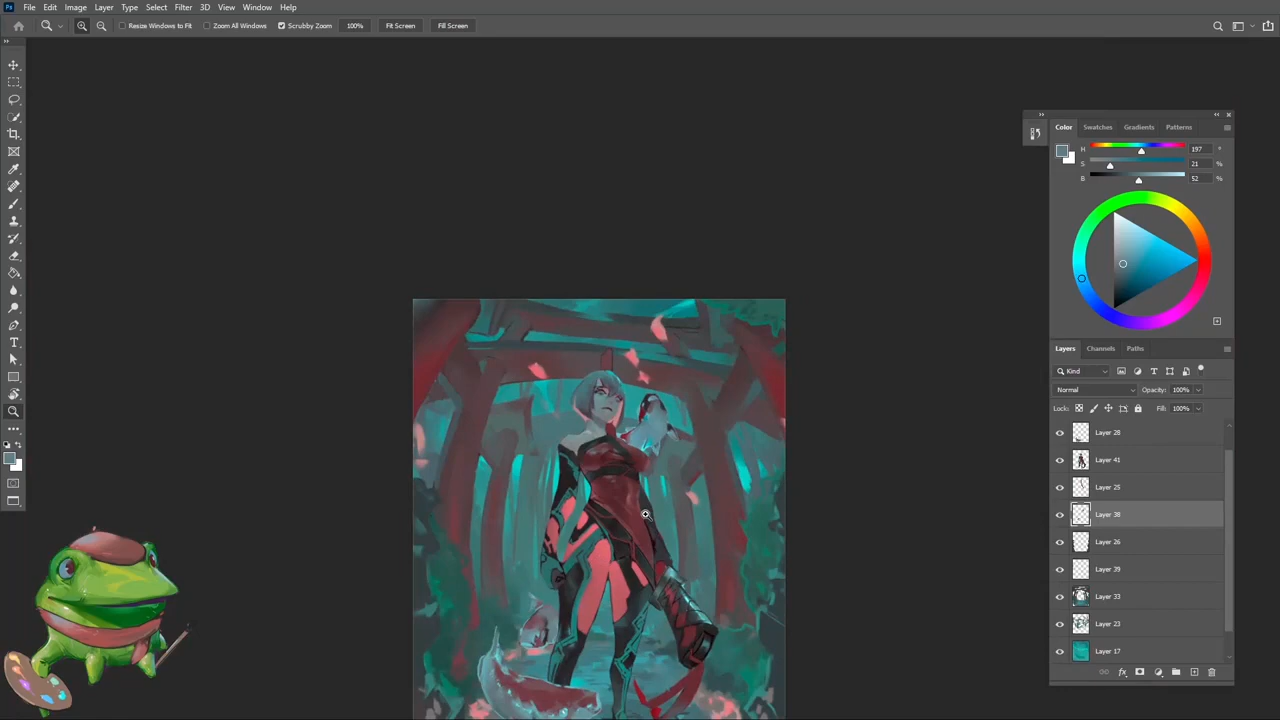 Ps File Edit Image Layer Type Select Filter 3D View Window Help
Resize Windows to Fit Zoom All Windows Scrubby Zoom 100% Fit Screen Fill Screen
Color Swatches Gradients Patterns
H 197 °
S 21 %
B 52 %
Layers Channels Paths
Kind
Normal Opacity: 100%
Lock: Fill: 100%
Layer 28
Layer 41
Layer 25
Layer 38
Layer 26
Layer 39
Layer 33
Layer 23
Layer 17
fx